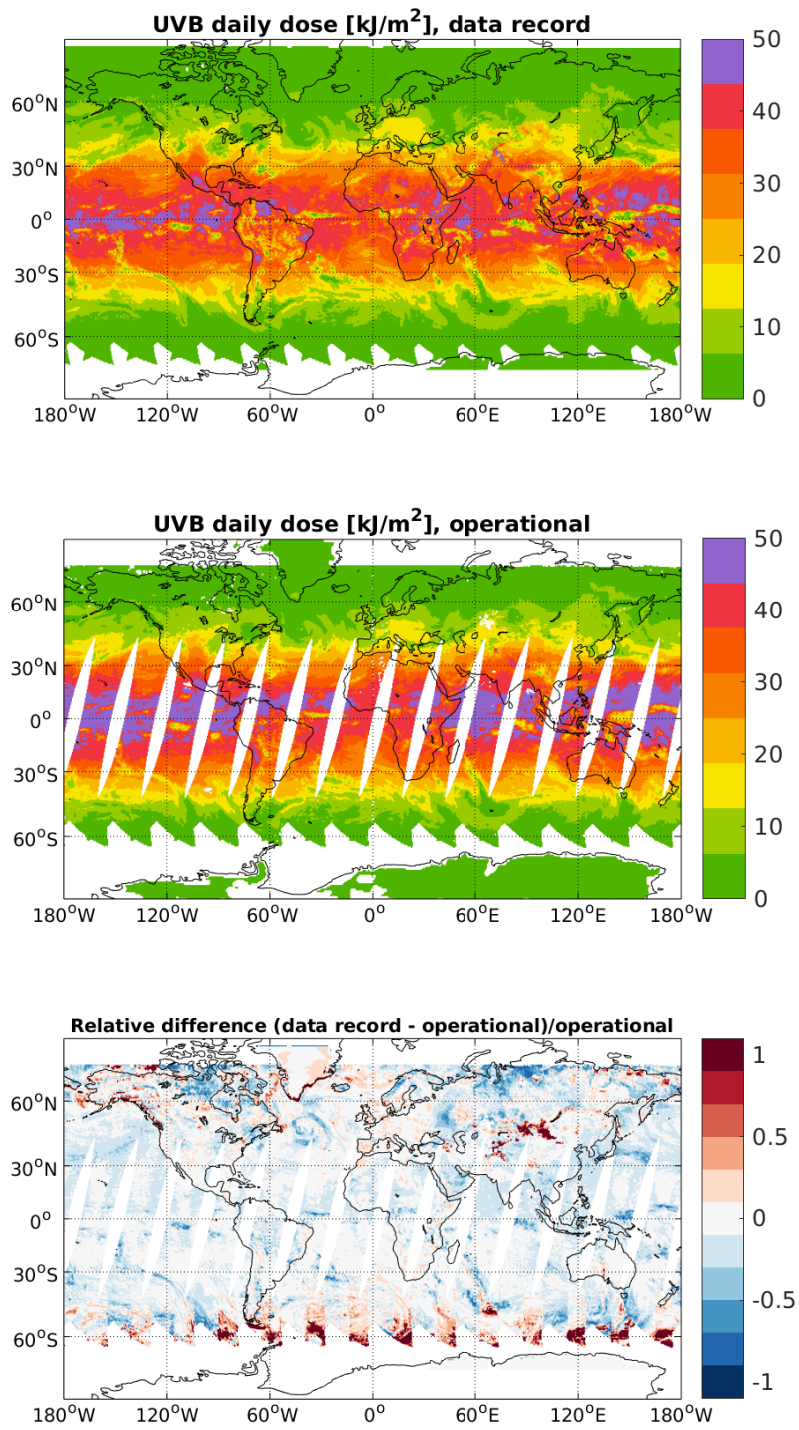 UVB daily dose [kJ/m²], data record
60°N
30°N
0°
30°S
60°S
180°W 120°W 60°W 0° 60°E 120°E 180°W
50
40
30
20
10
0
UVB daily dose [kJ/m²], operational
60°N
30°N
0°
30°S
60°S
180°W 120°W 60°W 0° 60°E 120°E 180°W
50
40
30
20
10
0
Relative difference (data record - operational)/operational
60°N
30°N
0°
30°S
60°S
180°W 120°W 60°W 0° 60°E 120°E 180°W
1
0.5
0
-0.5
-1